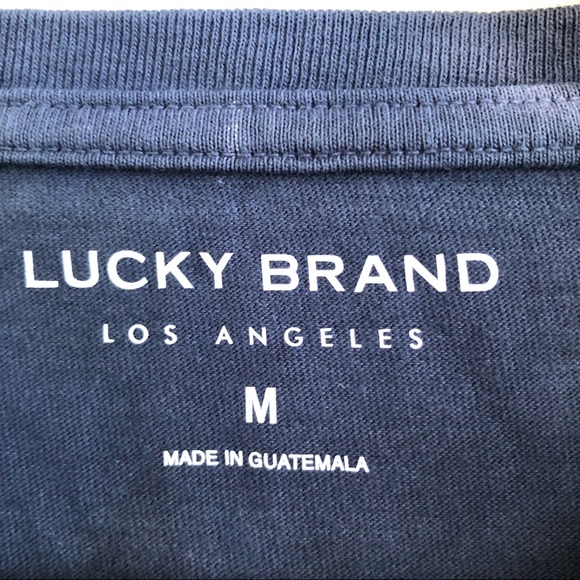 LUCKY BRAND
LOS ANGELES
M
MADE IN GUATEMALA